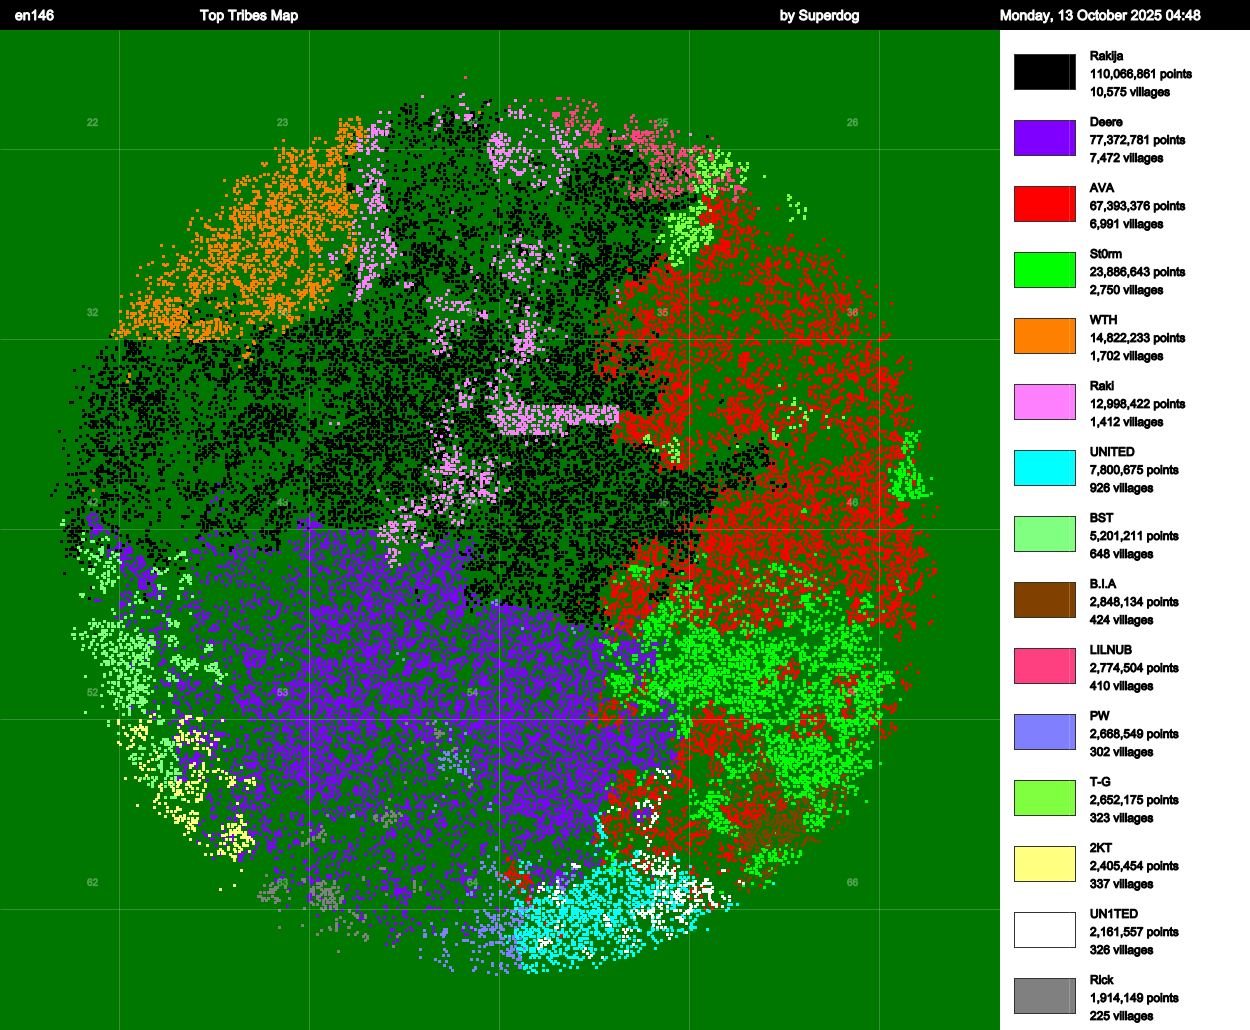 en146 Top Tribes Map by Superdog Monday, 13 October 2025 04:48
22 23 25 26
32 35 36
42 43 45 46
52 53 54 55
62 63 64 66
Rakija
110,066,861 points
10,575 villages
Deere
77,372,781 points
7,472 villages
AVA
67,393,376 points
6,991 villages
St0rm
23,886,643 points
2,750 villages
WTH
14,822,233 points
1,702 villages
Raki
12,998,422 points
1,412 villages
UNITED
7,800,675 points
926 villages
BST
5,201,211 points
648 villages
B.I.A
2,848,134 points
424 villages
LILNUB
2,774,504 points
410 villages
PW
2,668,549 points
302 villages
T-G
2,652,175 points
323 villages
2KT
2,405,454 points
337 villages
UN1TED
2,161,557 points
326 villages
Rick
1,914,149 points
225 villages